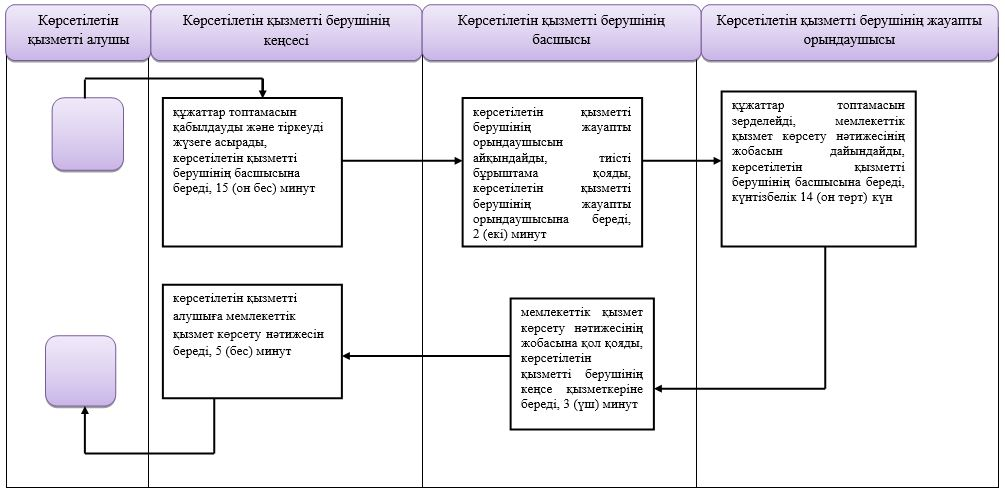 Көрсетілетін
қызметті алушы
Көрсетілетін қызметті берушінің
кеңсесі
Көрсетілетін қызметті берушінің
басшысы
Көрсетілетін қызметті берушінің жауапты
орындаушысы
құжаттар топтамасын
қабылдауды және тіркеуді
жүзеге асырады,
көрсетілетін қызметті
берушінің басшысына
береді, 15 (он бес) минут
көрсетілетін қызметті
берушінің жауапты
орындаушысын
айқындайды, тиісті
бұрыштама қояды,
көрсетілетін қызметті
берушінің жауапты
орындаушысына береді,
2 (екі) минут
құжаттар топтамасын
зерделейді, мемлекеттік
қызмет көрсету нәтижесінің
жобасын дайындайды,
көрсетілетін қызметті
берушінің басшысына береді,
күнтізбелік 14 (он төрт) күн
көрсетілетін қызметті
алушыға мемлекеттік
қызмет көрсету нәтижесін
береді, 5 (бес) минут
мемлекеттік қызмет
көрсету нәтижесінің
жобасына қол қояды,
көрсетілетін
қызметті берушінің
кеңсе қызметкеріне
береді, 3 (үш) минут